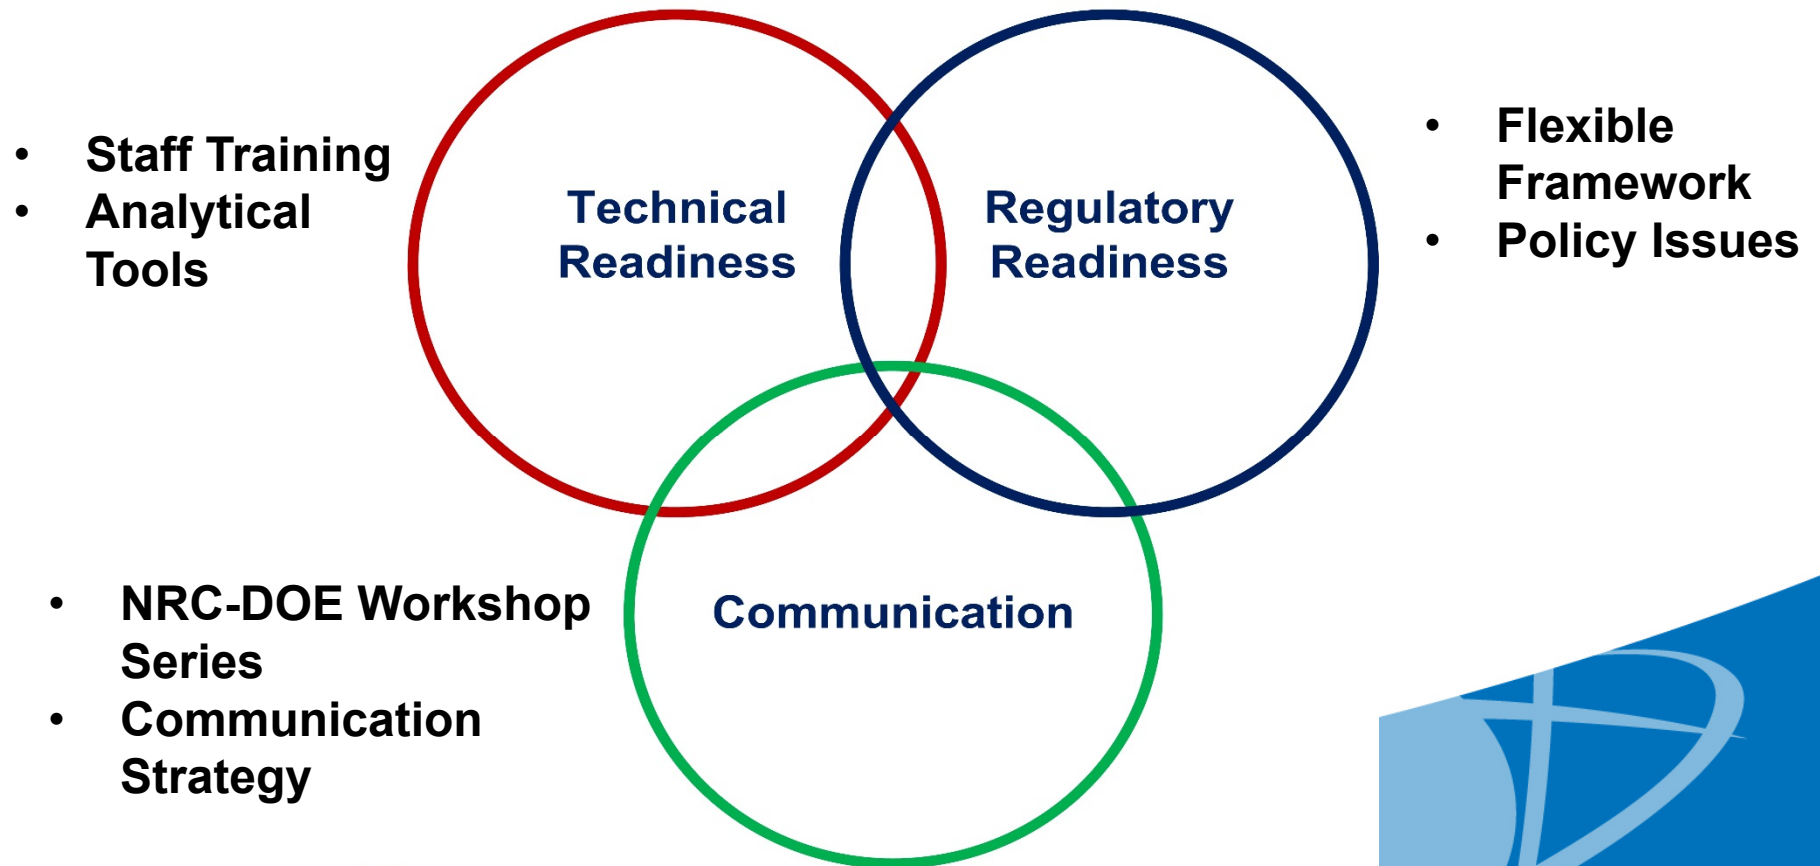 • Staff Training
• Analytical
Tools
Technical
Readiness
Regulatory
Readiness
• Flexible
Framework
• Policy Issues
• NRC-DOE Workshop
Series
• Communication
Strategy
Communication